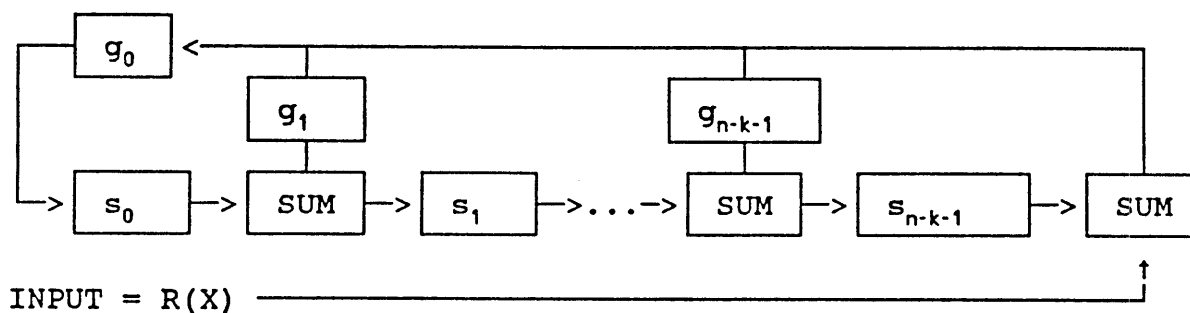 g₀
g₁
gₙ₋ₖ₋₁
s₀ SUM s₁ ... SUM sₙ₋ₖ₋₁ SUM
INPUT = R(X)